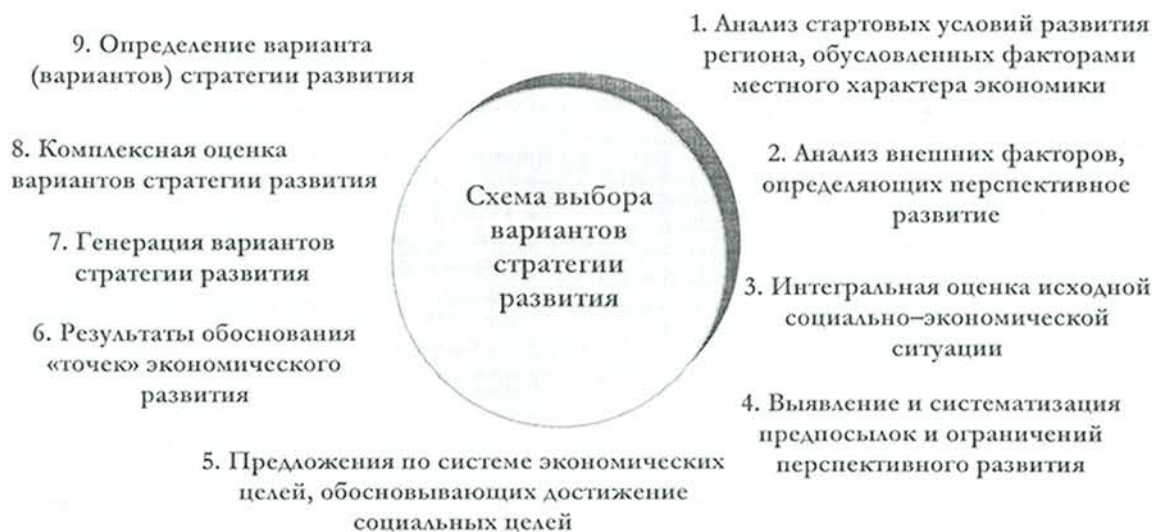 1. Анализ стартовых условий развития
региона, обусловленных факторами
местного характера экономики
2. Анализ внешних факторов,
определяющих перспективное
развитие
3. Интегральная оценка исходной
социально–экономической
ситуации
4. Выявление и систематизация
предпосылок и ограничений
перспективного развития
5. Предложения по системе экономических
целей, обосновывающих достижение
социальных целей
6. Результаты обоснования
«точек» экономического
развития
7. Генерация вариантов
стратегии развития
8. Комплексная оценка
вариантов стратегии развития
9. Определение варианта
(вариантов) стратегии развития
Схема выбора
вариантов
стратегии
развития